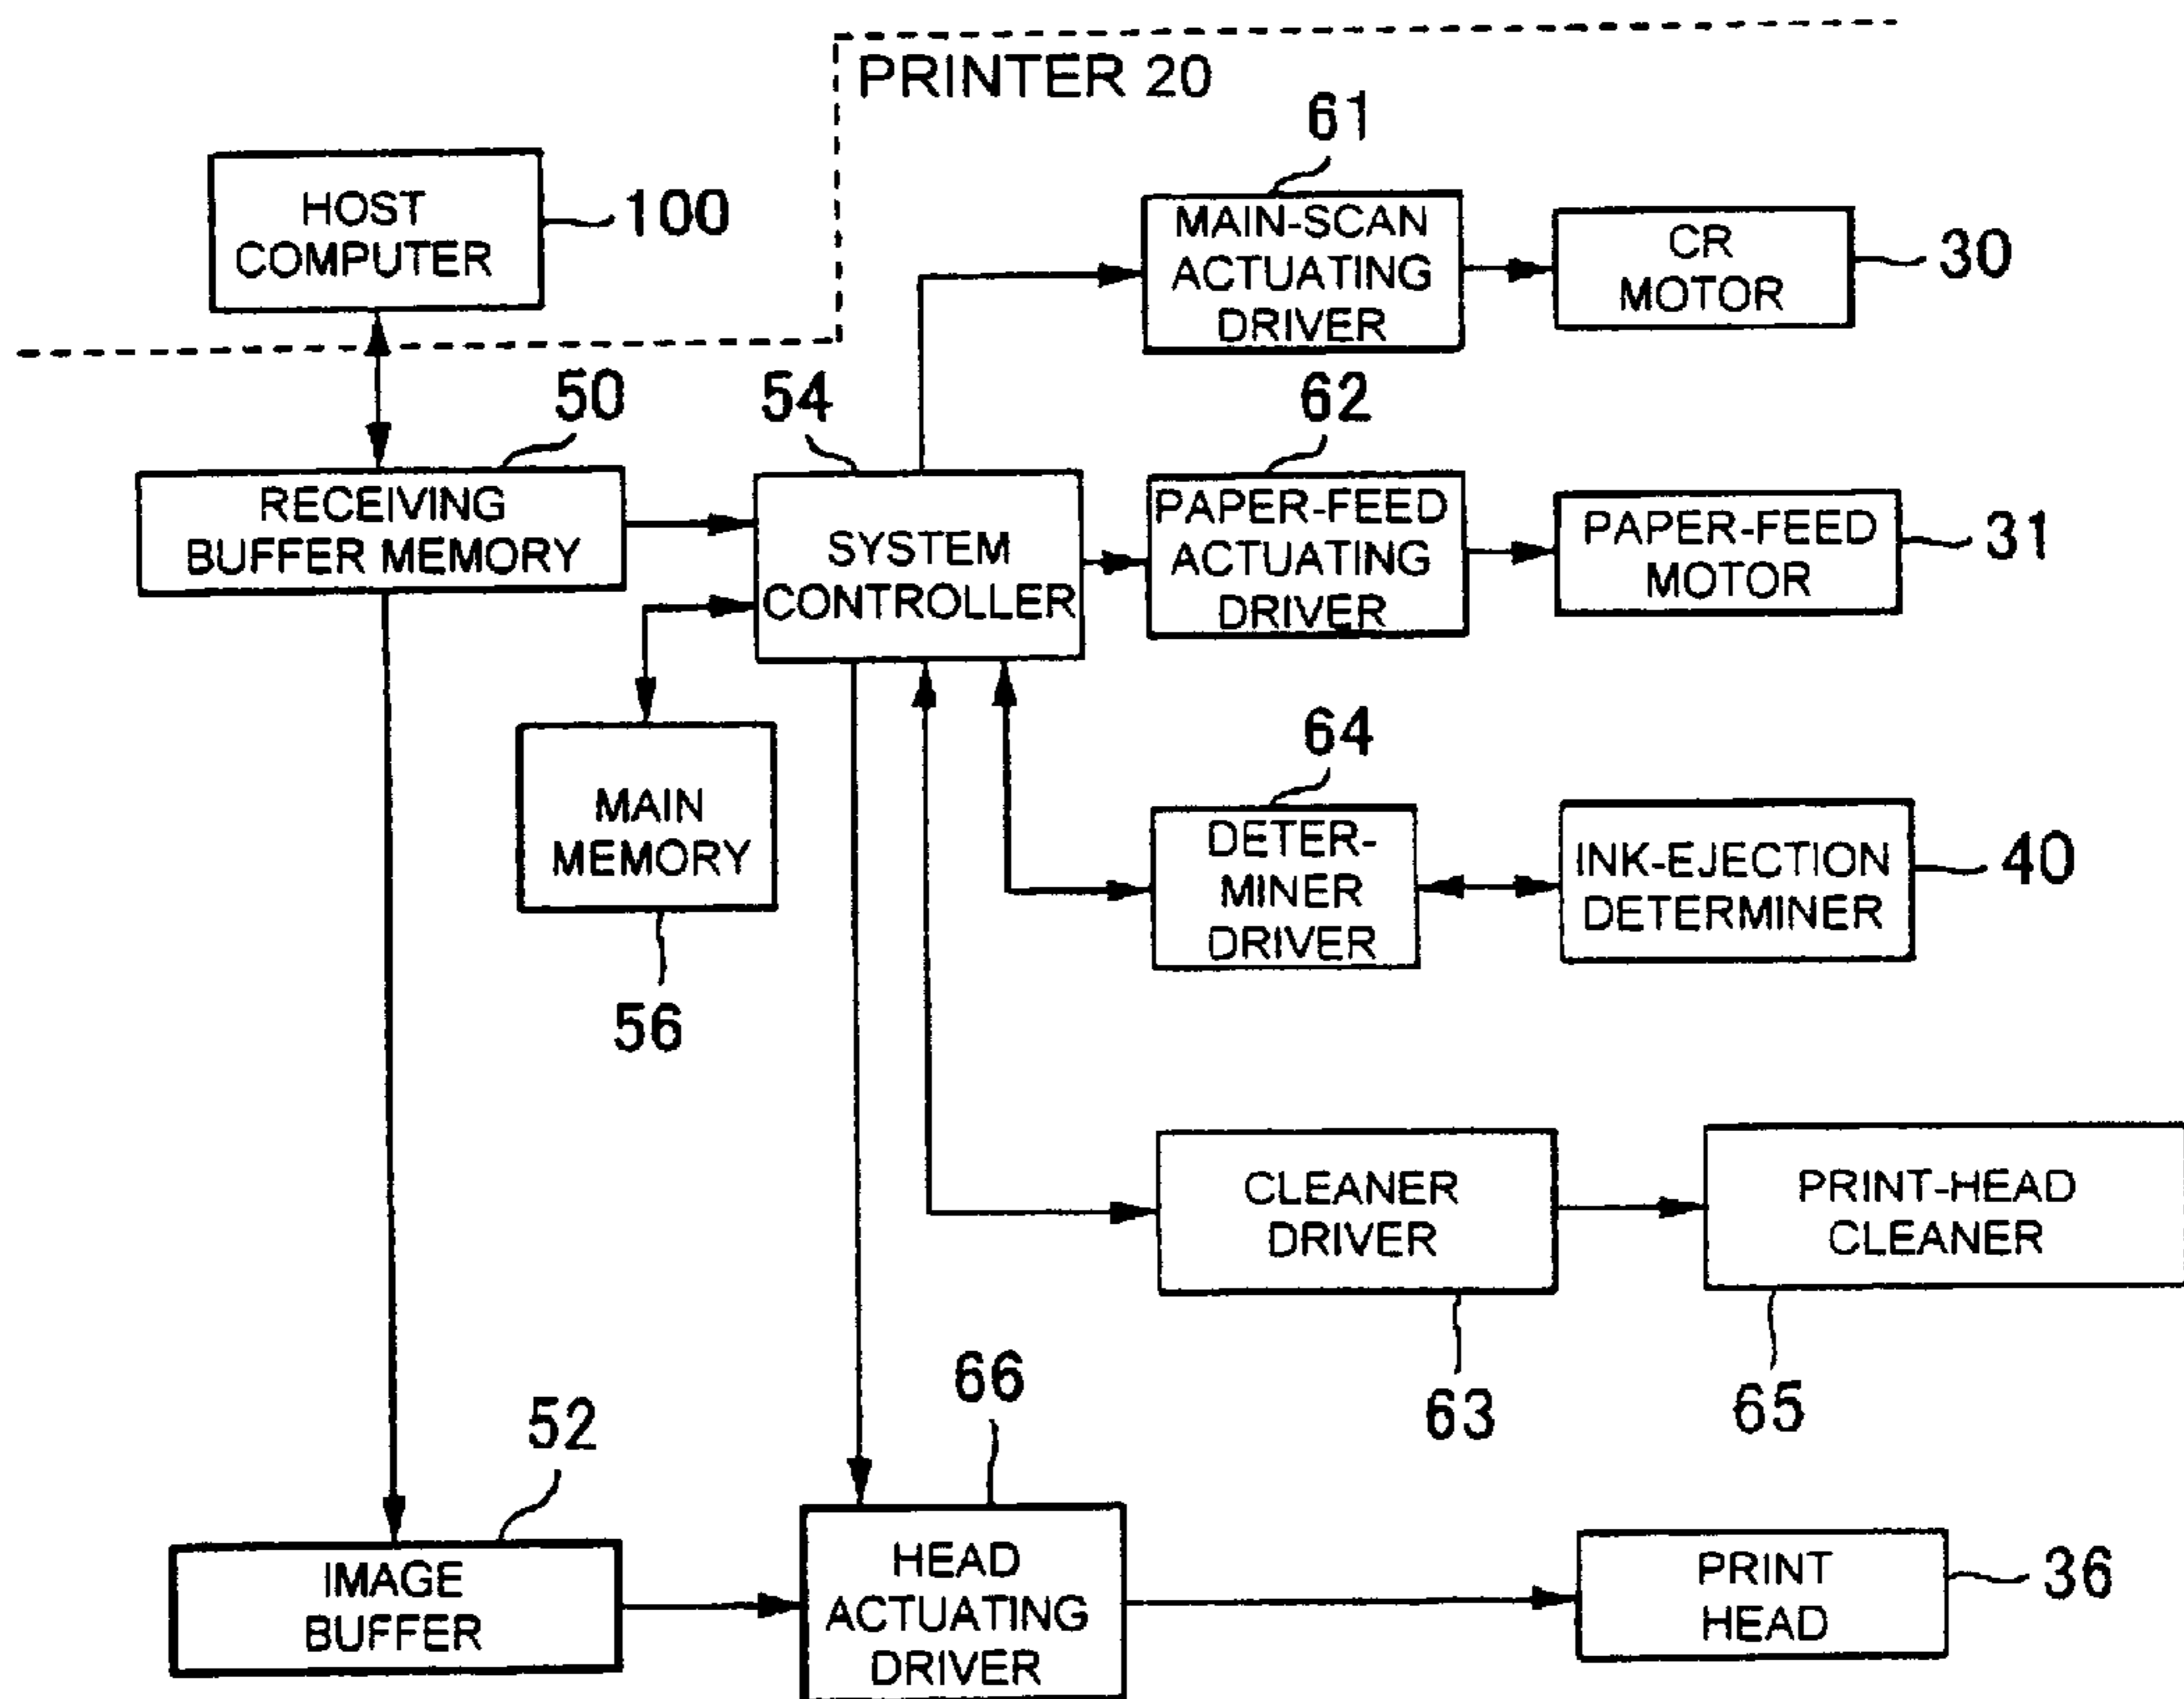 PRINTER 20
61
HOST
COMPUTER
100
MAIN-SCAN
ACTUATING
DRIVER
CR
MOTOR
30
50
54
62
RECEIVING
BUFFER MEMORY
SYSTEM
CONTROLLER
PAPER-FEED
ACTUATING
DRIVER
PAPER-FEED
MOTOR
31
64
MAIN
MEMORY
56
DETER-
MINER
DRIVER
INK-EJECTION
DETERMINER
40
CLEANER
DRIVER
63
PRINT-HEAD
CLEANER
65
52
66
IMAGE
BUFFER
HEAD
ACTUATING
DRIVER
PRINT
HEAD
36